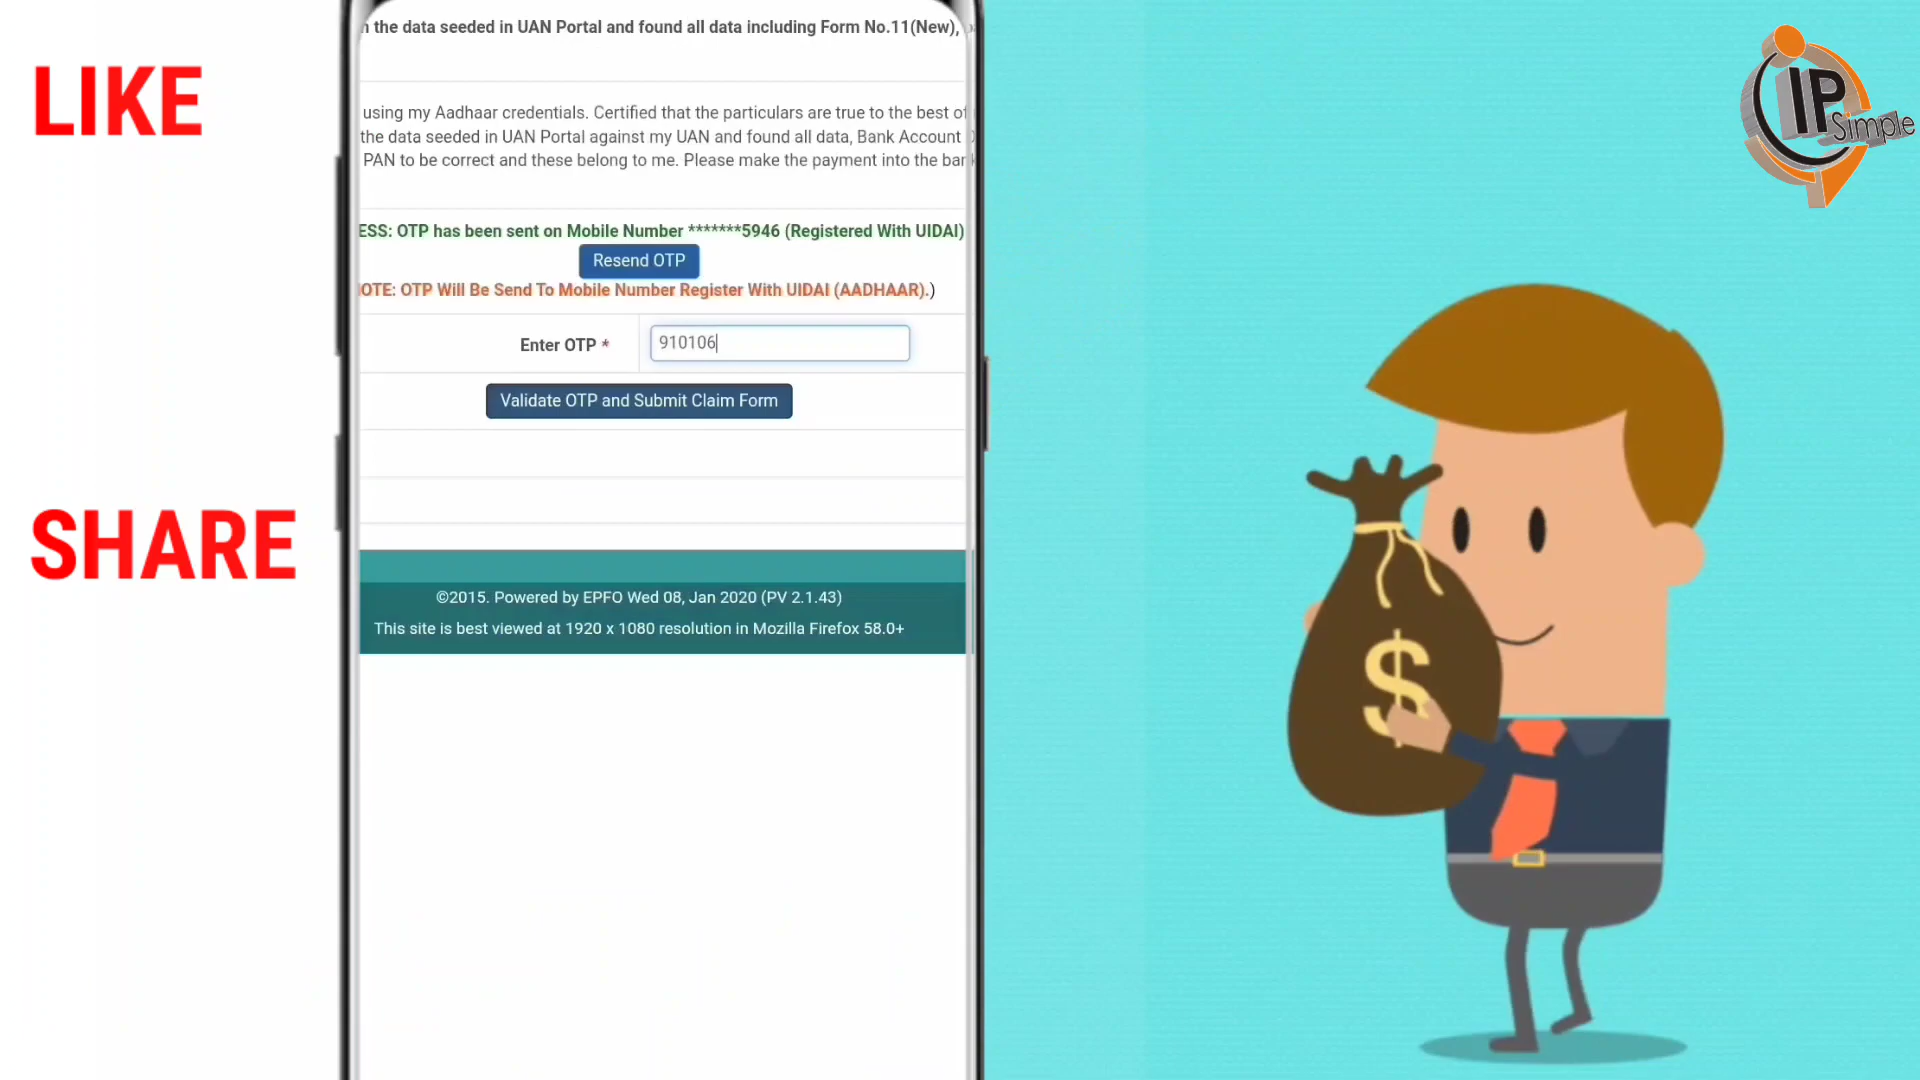 LIKE
SHARE
the data seeded in UAN Portal and found all data including Form No.11(New),
using my Aadhaar credentials. Certified that the particulars are true to the best of
the data seeded in UAN Portal against my UAN and found all data, Bank Account
PAN to be correct and these belong to me. Please make the payment into the
ESS: OTP has been sent on Mobile Number *******5946 (Registered With UIDAI)
Resend OTP
OTE: OTP Will Be Send To Mobile Number Register With UIDAI (AADHAAR).)
Enter OTP *
910106
Validate OTP and Submit Claim Form
©2015. Powered by EPFO Wed 08, Jan 2020 (PV 2.1.43)
This site is best viewed at 1920 x 1080 resolution in Mozilla Firefox 58.0+
$
IP
Simple